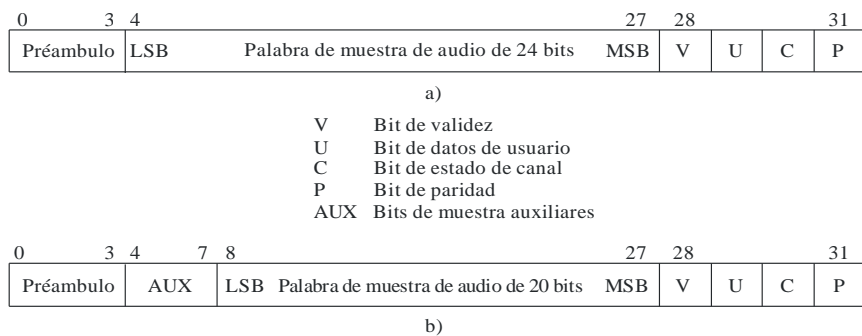 0 3 4 27 28 31
Préambulo LSB Palabra de muestra de audio de 24 bits MSB V U C P
a)
V Bit de validez
U Bit de datos de usuario
C Bit de estado de canal
P Bit de paridad
AUX Bits de muestra auxiliares
0 3 4 7 8 27 28 31
Préambulo AUX LSB Palabra de muestra de audio de 20 bits MSB V U C P
b)